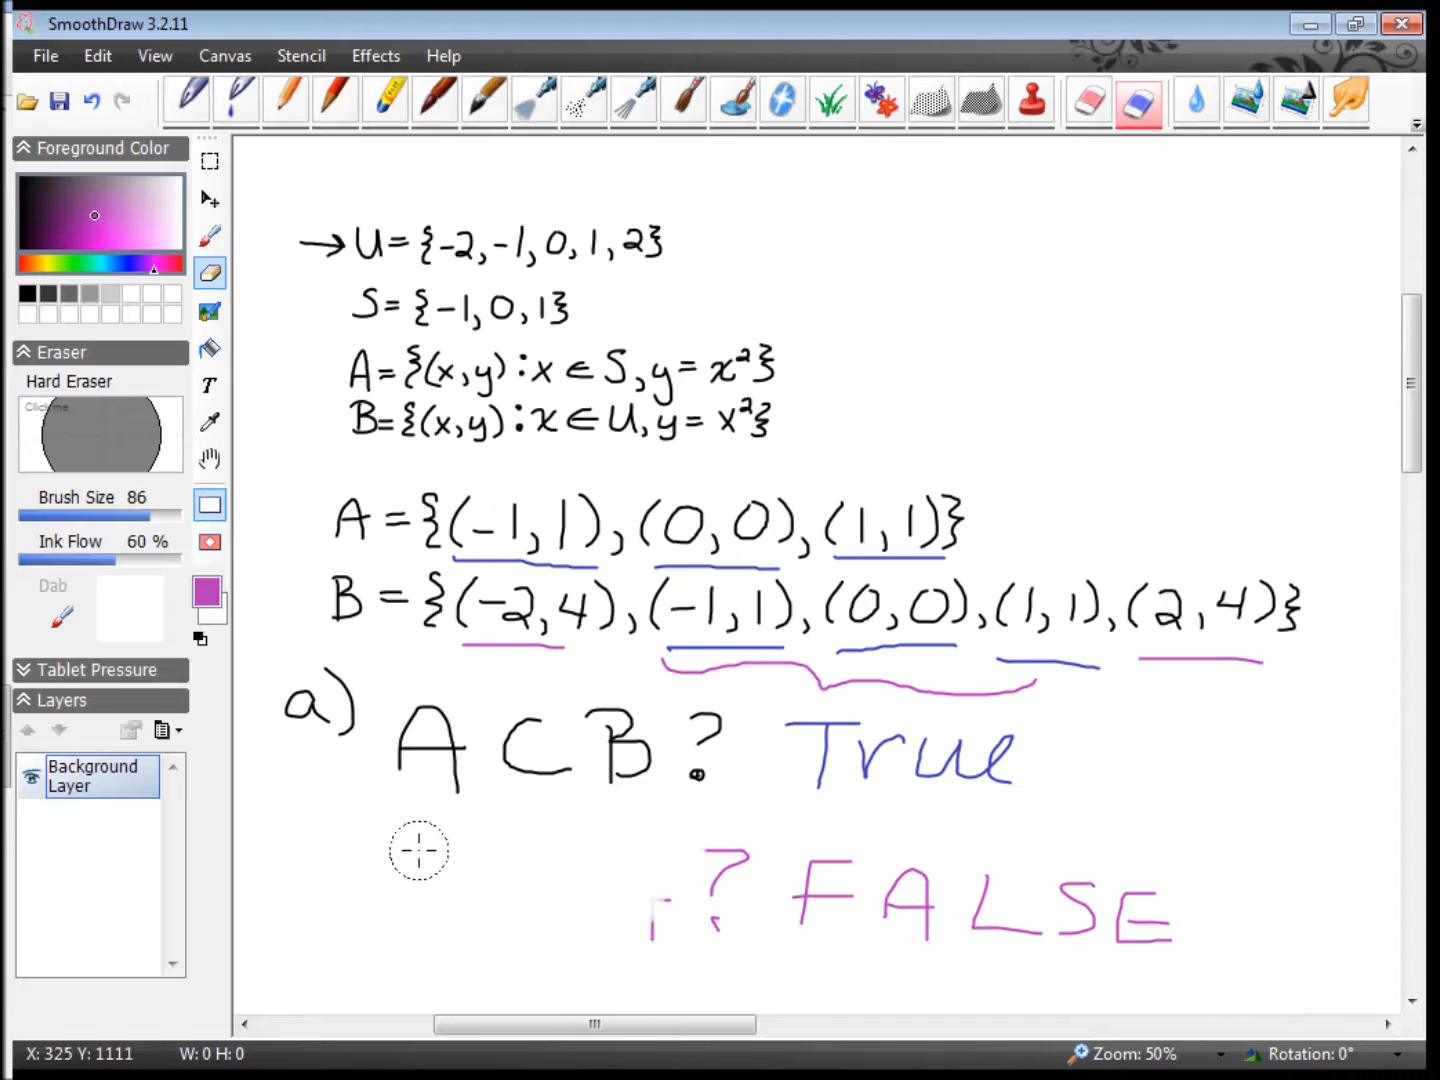 SmoothDraw 3.2.11
File Edit View Canvas Stencil Effects Help
Foreground Color
Eraser
Hard Eraser
Click me
Brush Size 86
Ink Flow 60 %
Dab
Tablet Pressure
Layers
Background
Layer
→ U = {-2, -1, 0, 1, 2}
S = {-1, 0, 1}
A = {(x, y) : x ∈ S, y = x²}
B = {(x, y) : x ∈ U, y = x²}
A = {(-1, 1), (0, 0), (1, 1)}
B = {(-2, 4), (-1, 1), (0, 0), (1, 1), (2, 4)}
a) A ⊂ B ? True
? FALSE
X: 325 Y: 1111 W: 0 H: 0 Zoom: 50% Rotation: 0°